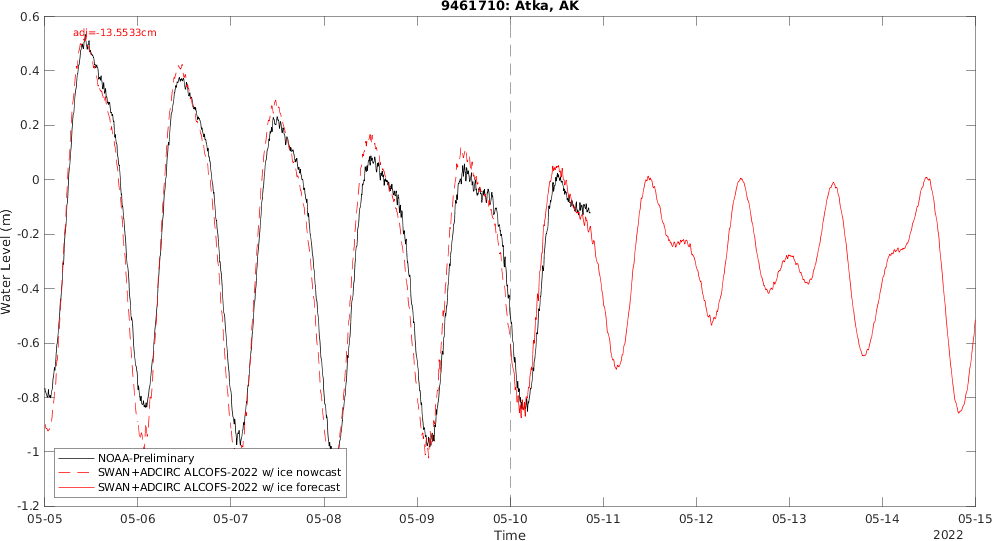 9461710: Atka, AK
adj=-13.5533cm
Water Level (m)
0.6
0.4
0.2
0
-0.2
-0.4
-0.6
-0.8
-1
-1.2
NOAA-Preliminary
SWAN+ADCIRC ALCOFS-2022 w/ ice nowcast
SWAN+ADCIRC ALCOFS-2022 w/ ice forecast
05-05 05-06 05-07 05-08 05-09 05-10 05-11 05-12 05-13 05-14 05-15
Time
2022